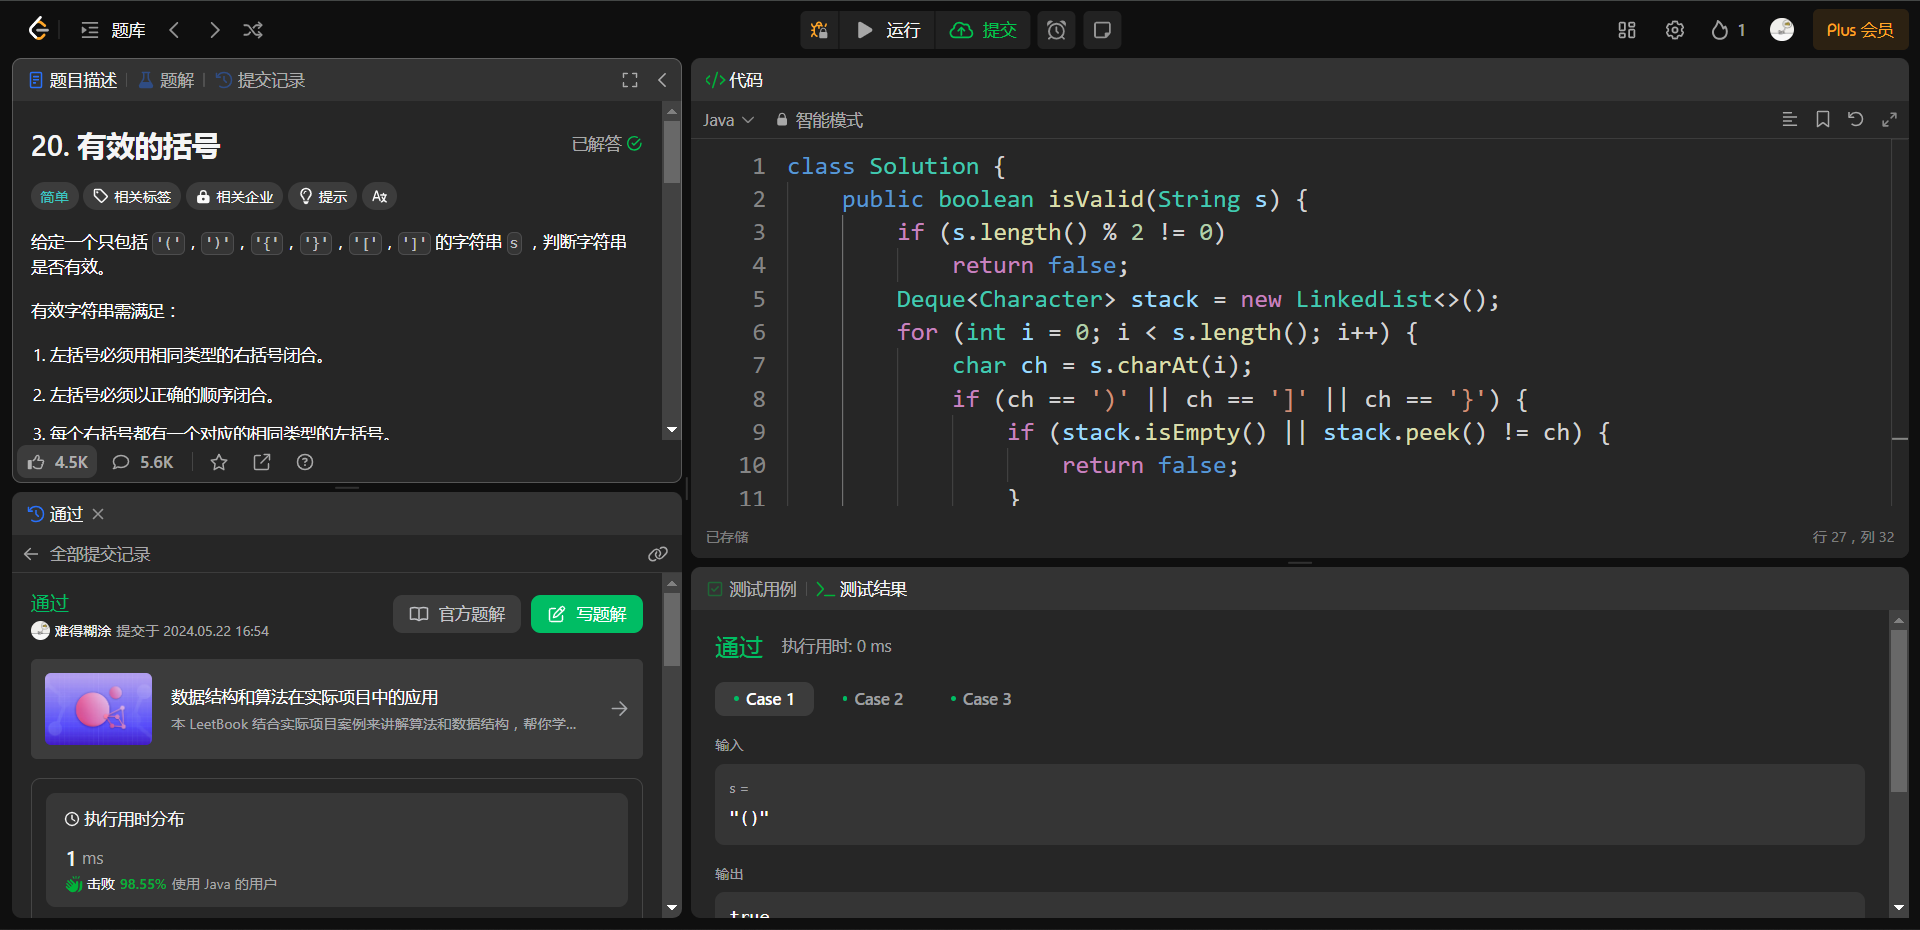 题库
运行
提交
1
Plus 会员
题目描述
题解
提交记录
20. 有效的括号
已解答
简单
相关标签
相关企业
提示
给定一个只包括 '(' ，')' ，'{' ，'}' ，'[' ，']' 的字符串 s ，判断字符串
是否有效。
有效字符串需满足：
1. 左括号必须用相同类型的右括号闭合。
2. 左括号必须以正确的顺序闭合。
3. 每个右括号都有一个对应的相同类型的左括号。
4.5K
5.6K
通过
全部提交记录
通过
难得糊涂 提交于 2024.05.22 16:54
官方题解
写题解
数据结构和算法在实际项目中的应用
本 LeetBook 结合实际项目案例来讲解算法和数据结构，帮你学...
执行用时分布
1 ms
击败 98.55% 使用 Java 的用户
</>代码
Java
智能模式
1 class Solution {
2 public boolean isValid(String s) {
3 if (s.length() % 2 != 0)
4 return false;
5 Deque<Character> stack = new LinkedList<>();
6 for (int i = 0; i < s.length(); i++) {
7 char ch = s.charAt(i);
8 if (ch == ')' || ch == ']' || ch == '}') {
9 if (stack.isEmpty() || stack.peek() != ch) {
10 return false;
11 }
已存储
行 27，列 32
测试用例
测试结果
通过
执行用时: 0 ms
Case 1
Case 2
Case 3
输入
s =
"()"
输出
true